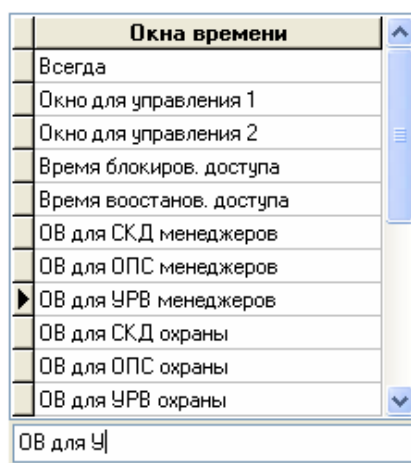 Окна времени
Всегда
Окно для управления 1
Окно для управления 2
Время блокиров. доступа
Время воостанов. доступа
ОВ для СКД менеджеров
ОВ для ОПС менеджеров
ОВ для УРВ менеджеров
ОВ для СКД охраны
ОВ для ОПС охраны
ОВ для УРВ охраны
ОВ для У